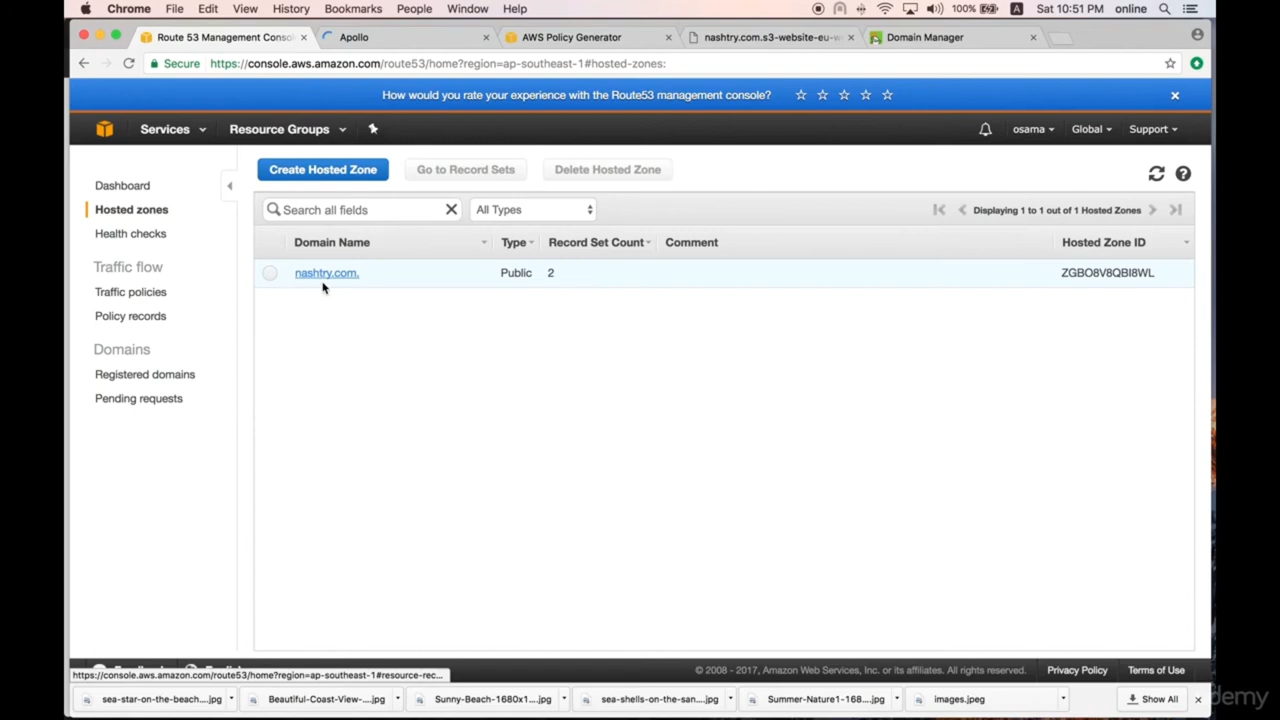 Chrome File Edit View History Bookmarks People Window Help 100% A Sat 10:51 PM online
Route 53 Management Conso Apollo AWS Policy Generator nashtry.com.s3-website-eu-w Domain Manager
Secure https://console.aws.amazon.com/route53/home?region=ap-southeast-1#hosted-zones:
How would you rate your experience with the Route53 management console?
Services Resource Groups osama Global Support
Create Hosted Zone Go to Record Sets Delete Hosted Zone
Dashboard
Hosted zones
Health checks
Traffic flow
Traffic policies
Policy records
Domains
Registered domains
Pending requests
Search all fields All Types Displaying 1 to 1 out of 1 Hosted Zones
Domain Name Type Record Set Count Comment Hosted Zone ID
nashtry.com. Public 2 ZGBO8V8QBI8WL
© 2008 - 2017, Amazon Web Services, Inc. or its affiliates. All rights reserved. Privacy Policy Terms of Use
https://console.aws.amazon.com/route53/home?region=ap-southeast-1#resource-rec...
sea-star-on-the-beach....jpg Beautiful-Coast-View-....jpg Sunny-Beach-1680x1....jpg sea-shells-on-the-san....jpg Summer-Nature1-168....jpg images.jpeg Show All
demy